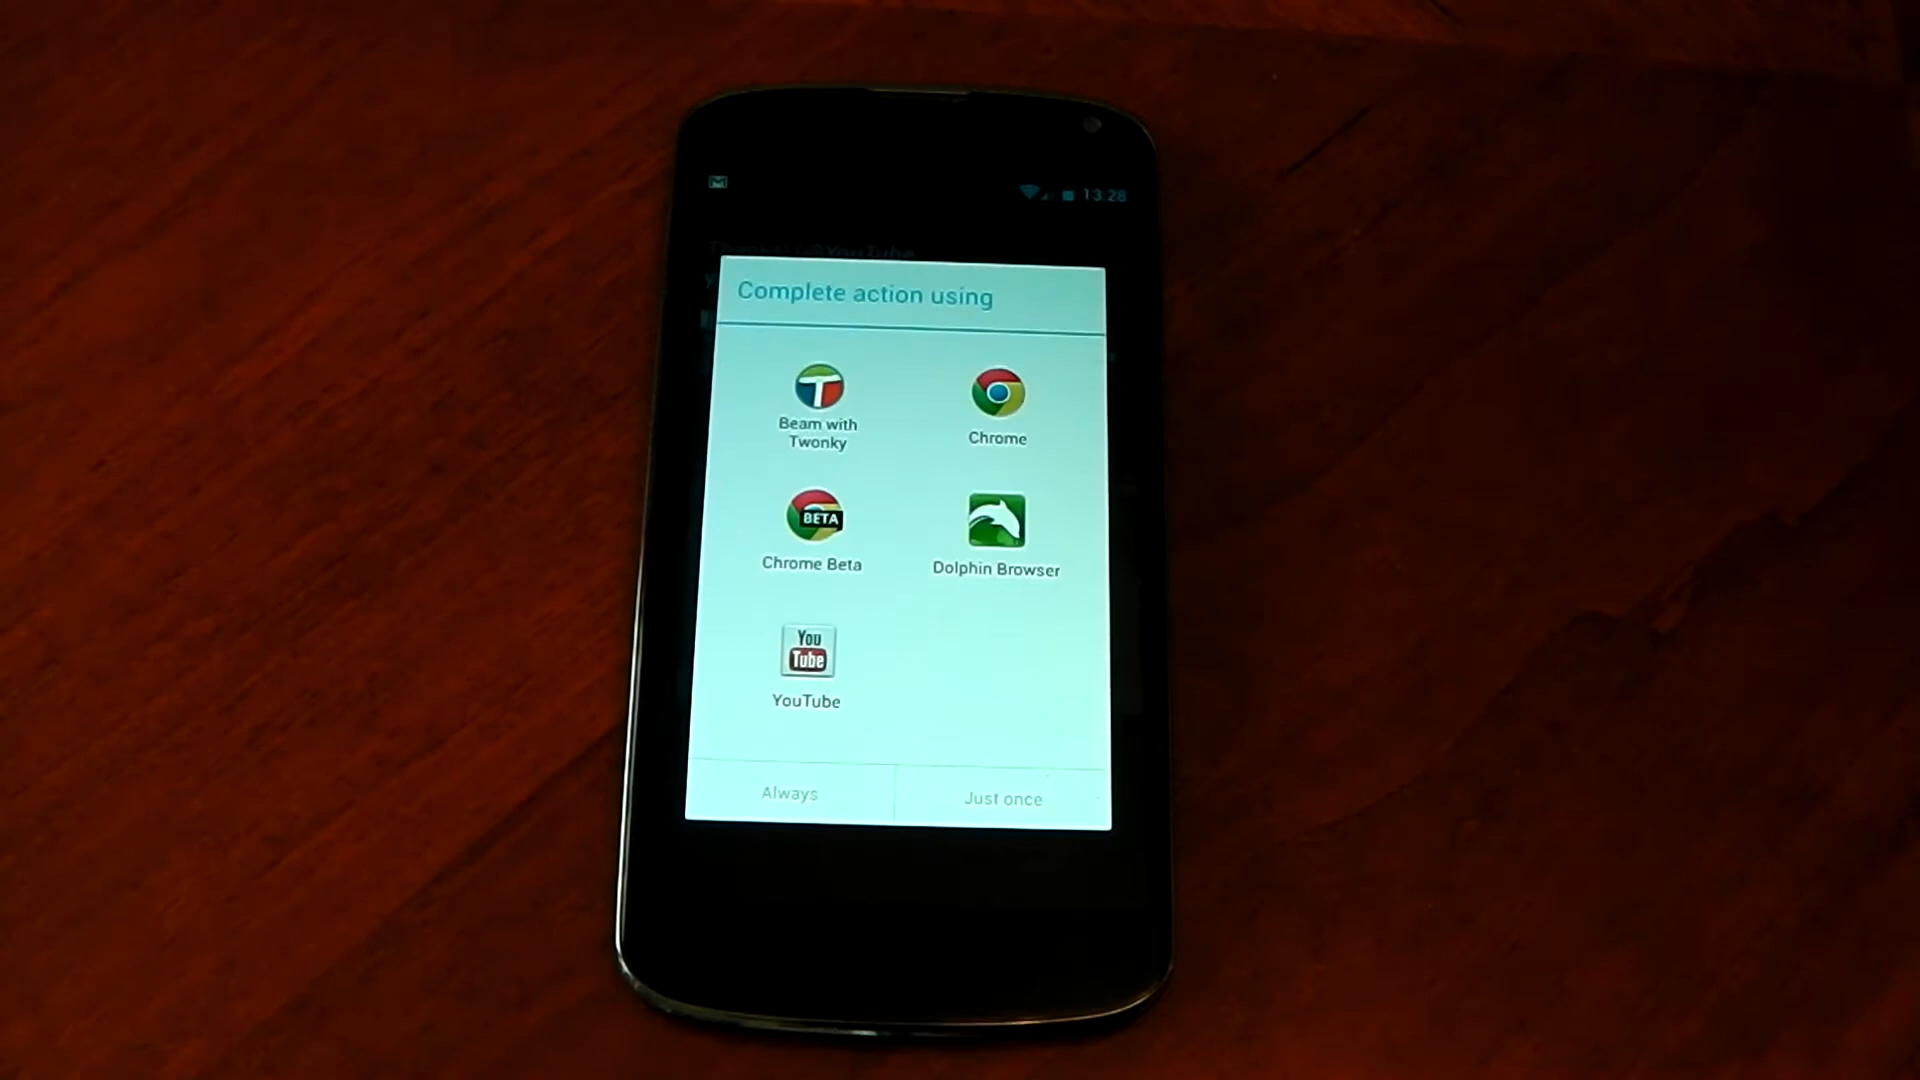 13:28
YouTube
Complete action using
Beam with
Twonky
Chrome
BETA
Chrome Beta
Dolphin Browser
You
Tube
YouTube
Always
Just once